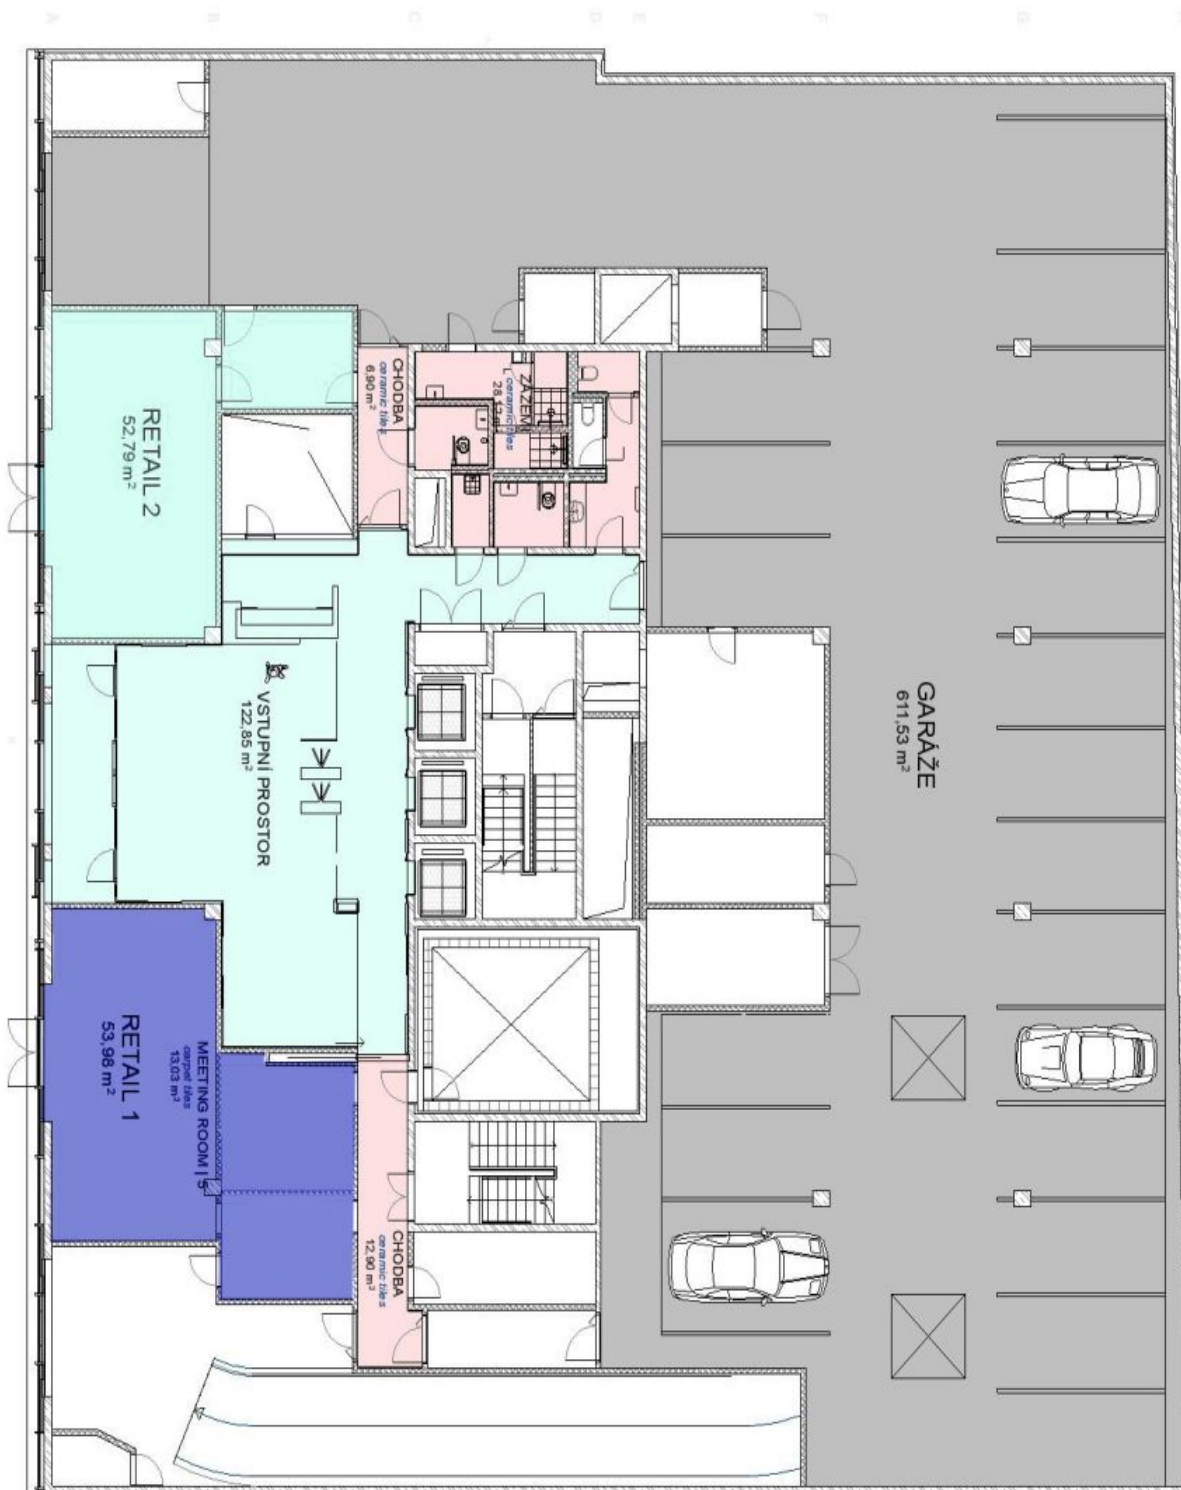 A B C D E F G
RETAIL 2
52,79 m²
CHODBA
ceramic tiles
6,90 m²
ZÁZEMÍ
ceramic tiles
VSTUPNÍ PROSTOR
122,85 m²
GARÁŽE
611,53 m²
RETAIL 1
53,98 m²
MEETING ROOM | 5
carpet tiles
13,03 m²
CHODBA
ceramic tiles
12,90 m²